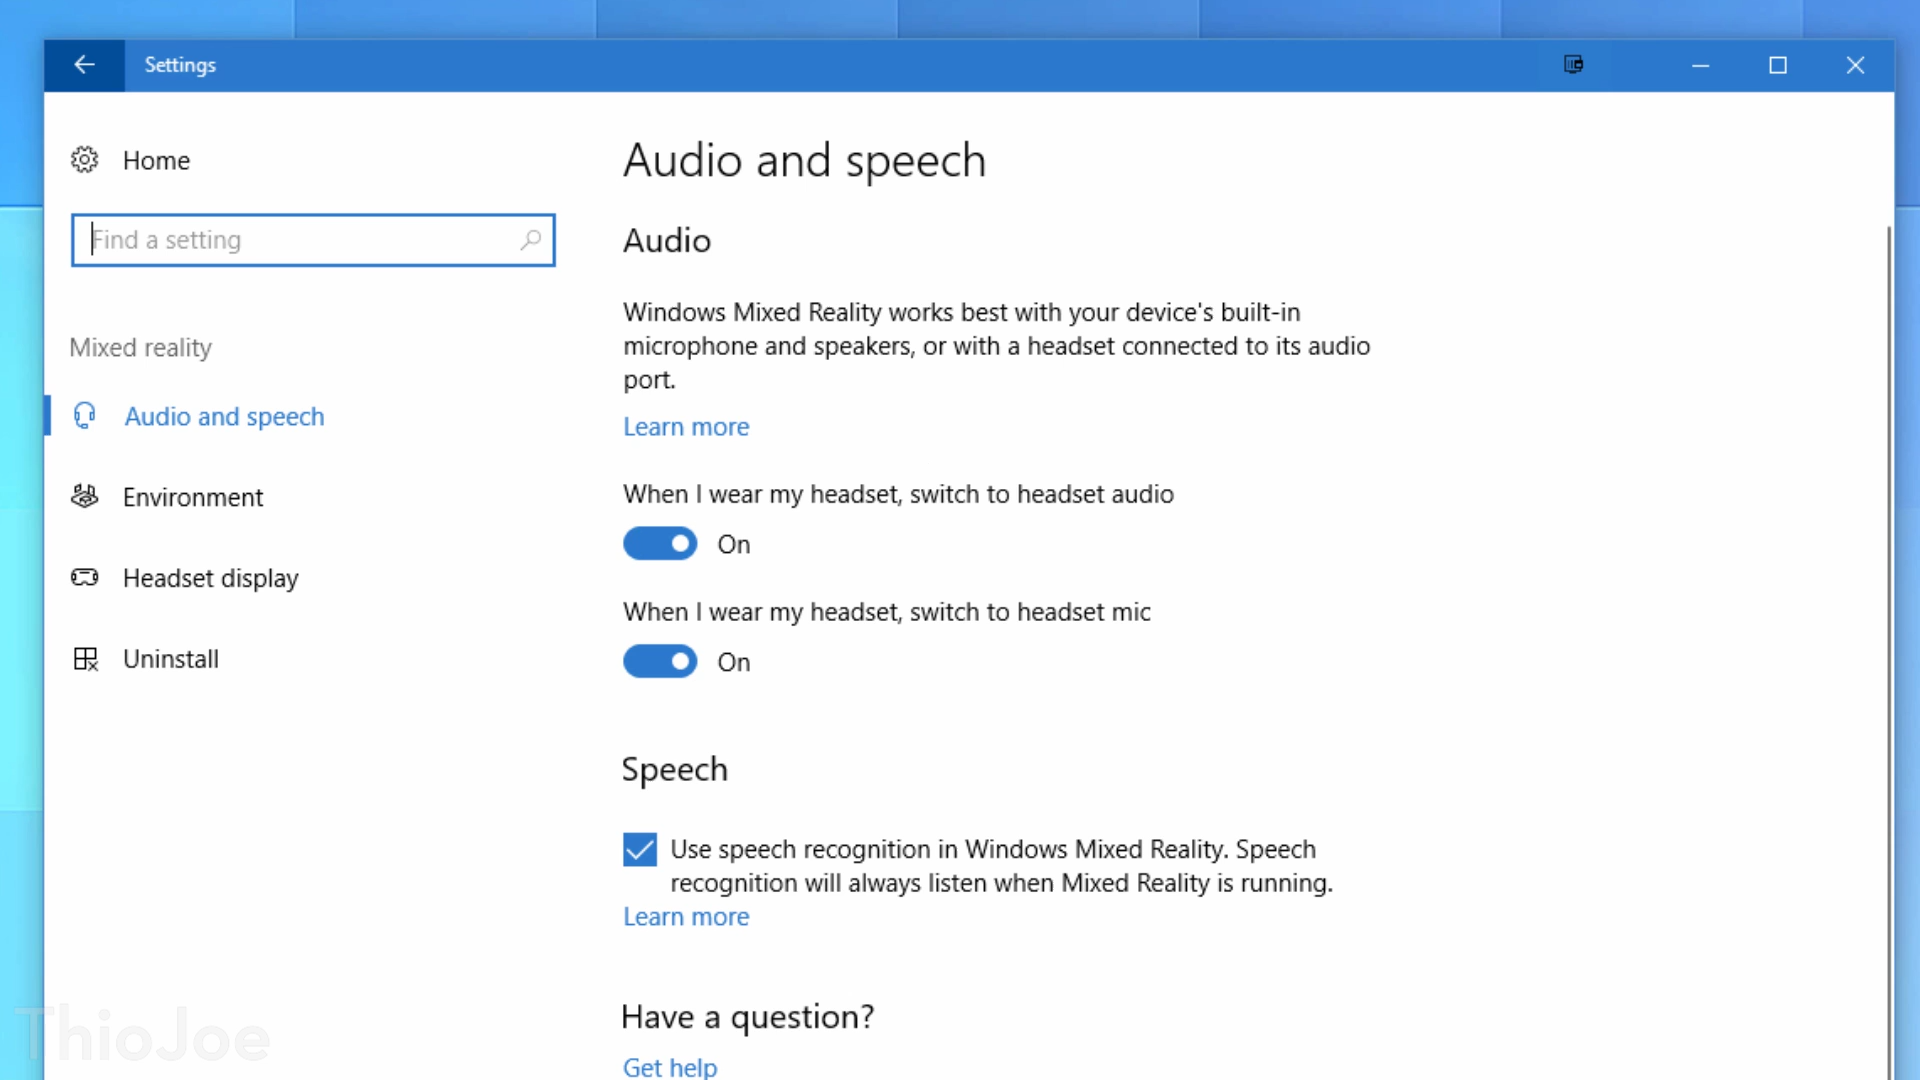 Settings
Home
Find a setting
Mixed reality
Audio and speech
Environment
Headset display
Uninstall
Audio and speech
Audio
Windows Mixed Reality works best with your device's built-in
microphone and speakers, or with a headset connected to its audio
port.
Learn more
When I wear my headset, switch to headset audio
On
When I wear my headset, switch to headset mic
On
Speech
Use speech recognition in Windows Mixed Reality. Speech
recognition will always listen when Mixed Reality is running.
Learn more
Have a question?
Get help
ThioJoe